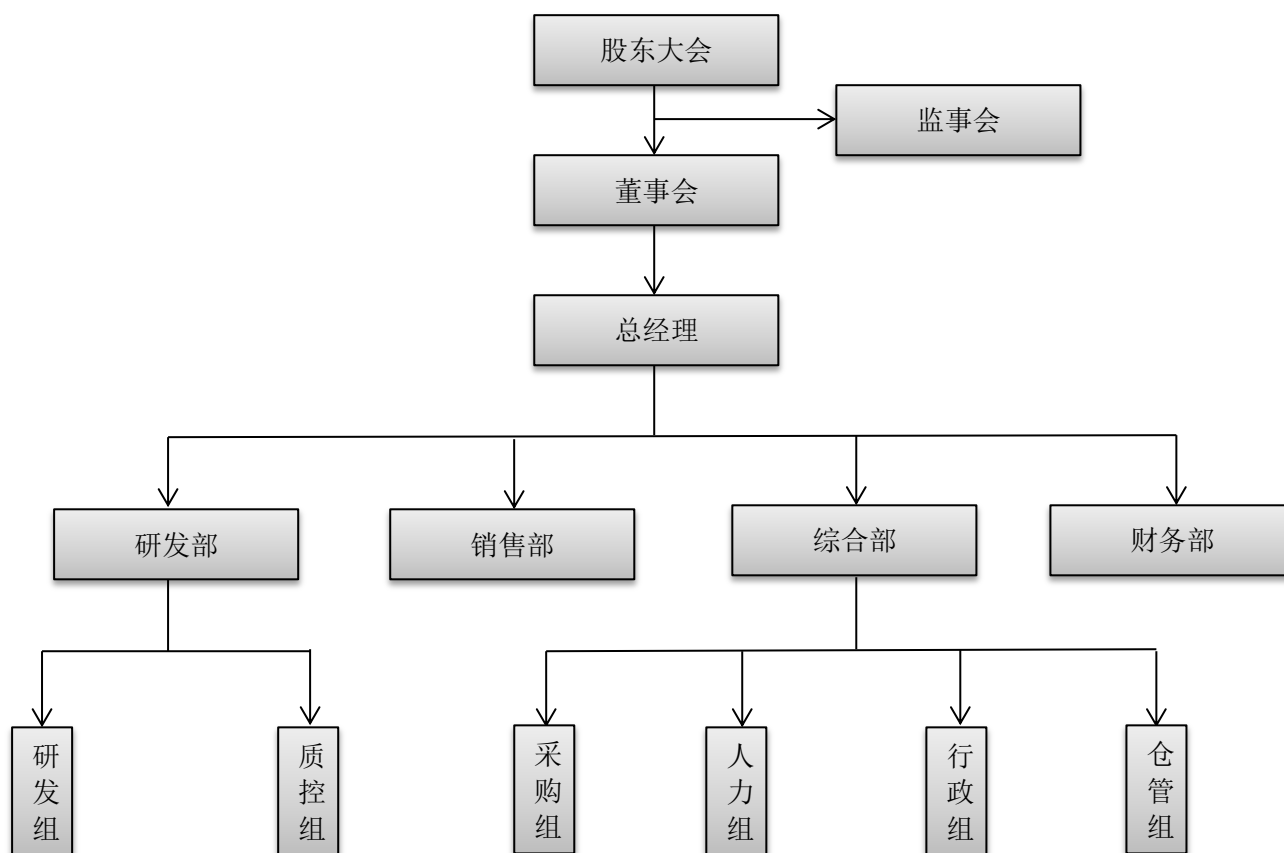 股东大会
监事会
董事会
总经理
研发部
销售部
综合部
财务部
研发组
质控组
采购组
人力组
行政组
仓管组